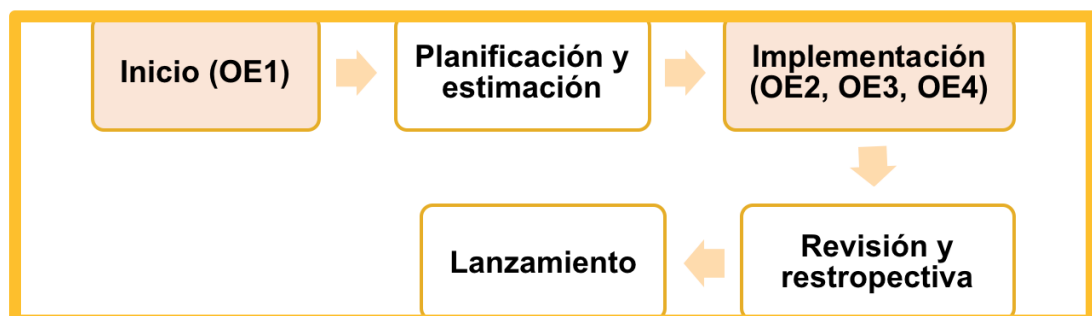 Inicio (OE1)
Planificación y
estimación
Implementación
(OE2, OE3, OE4)
Revisión y
restropectiva
Lanzamiento